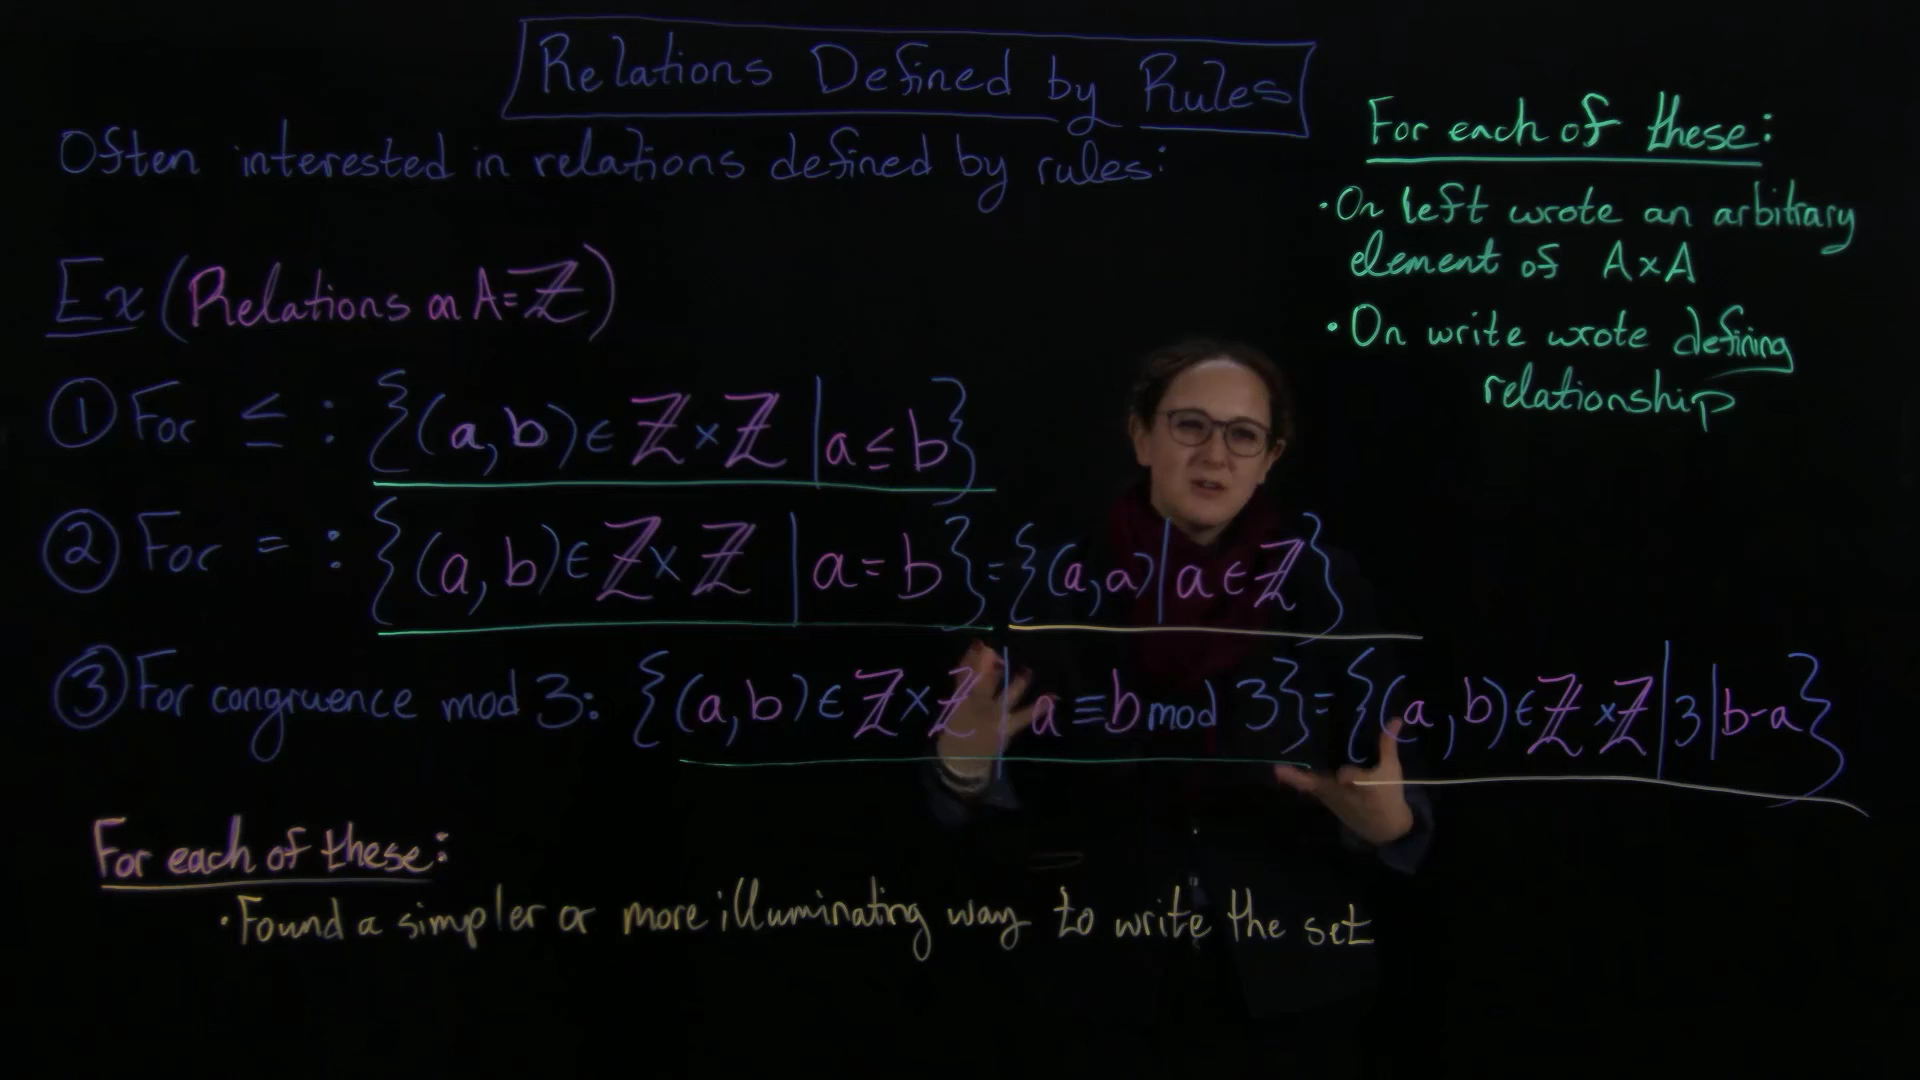 Relations Defined by Rules
Often interested in relations defined by rules:
Ex (Relations on A=ℤ)
① For ≤ : {(a,b)∈ ℤ×ℤ | a≤b}
② For = : {(a,b)∈ℤ×ℤ | a=b}={(a,a)|a∈ℤ}
③ For congruence mod 3: {(a,b)∈ℤ×ℤ | a≡b mod 3}={(a,b)∈ℤ×ℤ|3|b-a}
For each of these:
• Found a simpler or more illuminating way to write the set
For each of these:
• On left wrote an arbitrary
element of A×A
• On write wrote defining
relationship